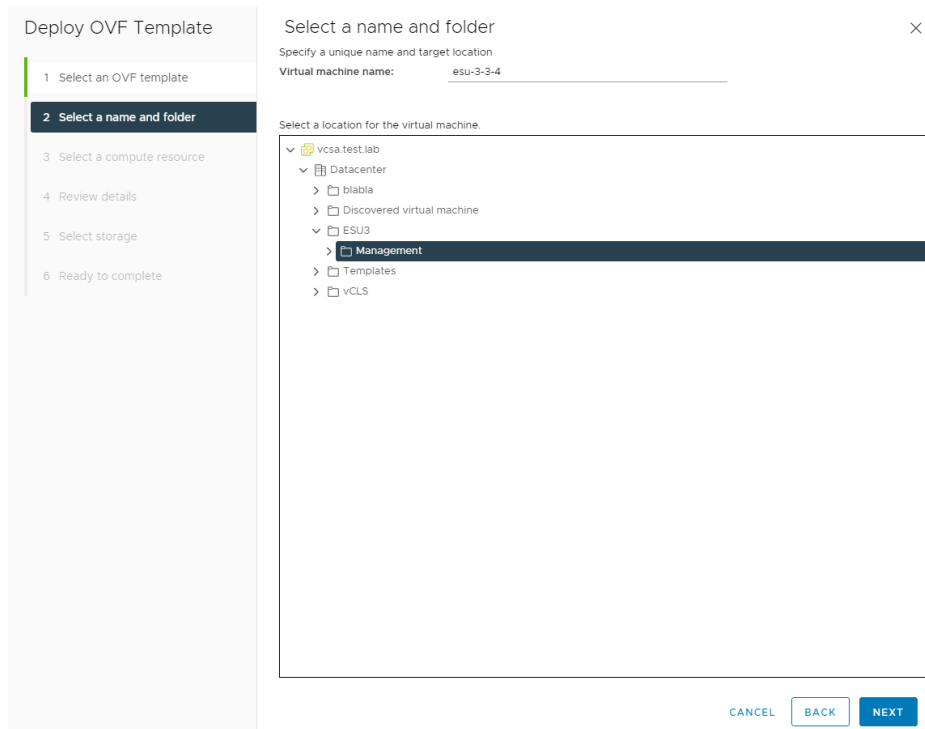 Deploy OVF Template
1 Select an OVF template
2 Select a name and folder
3 Select a compute resource
4 Review details
5 Select storage
6 Ready to complete
Select a name and folder
Specify a unique name and target location
Virtual machine name: esu-3-3-4
Select a location for the virtual machine.
vcsa.test.lab
Datacenter
blabla
Discovered virtual machine
ESU3
Management
Templates
vCLS
CANCEL BACK NEXT